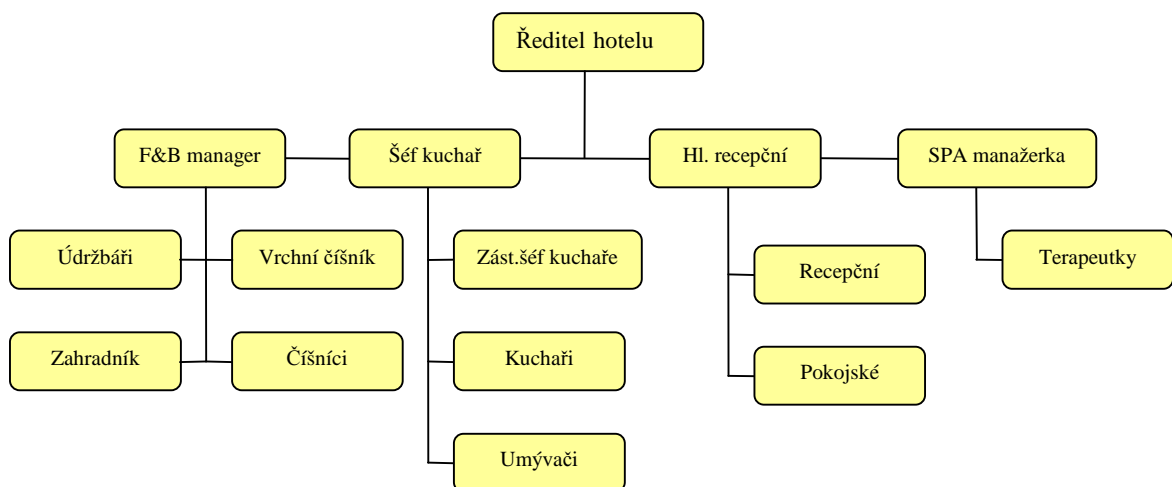 Ředitel hotelu
F&B manager
Šéf kuchař
Hl. recepční
SPA manažerka
Údržbáři
Vrchní číšník
Zást.šéf kuchaře
Recepční
Terapeutky
Zahradník
Číšníci
Kuchaři
Pokojské
Umývači